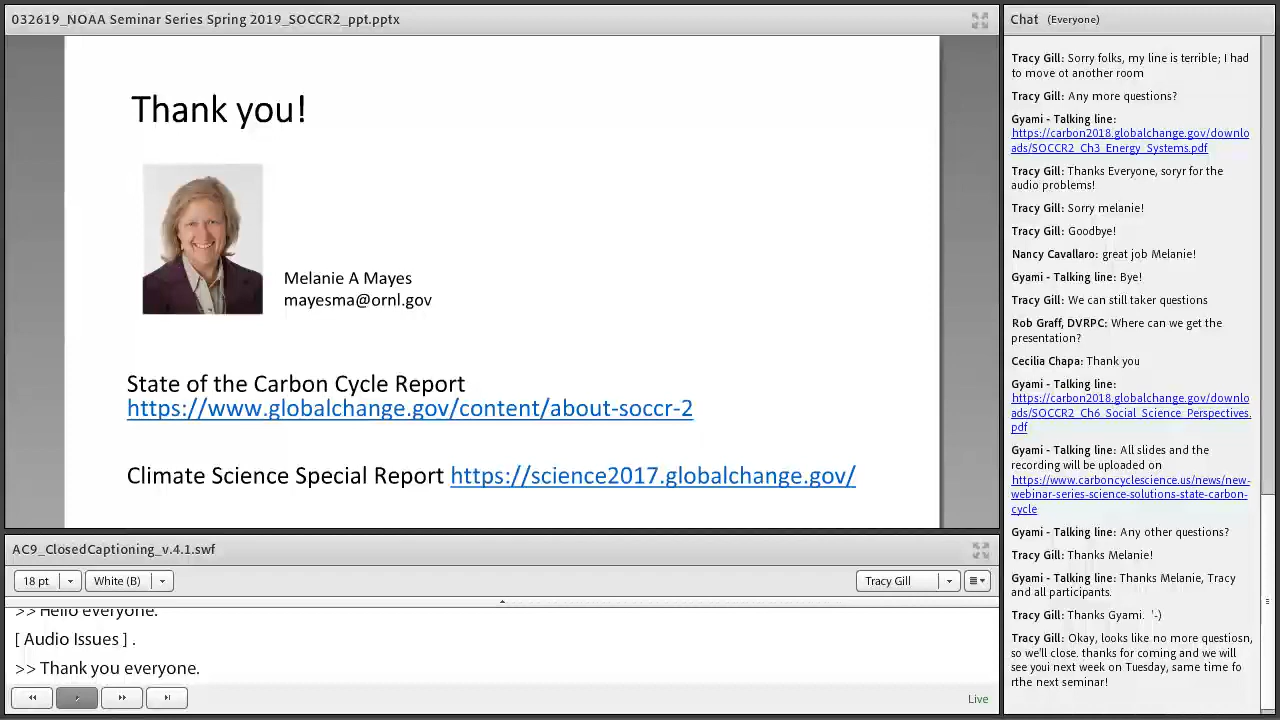 032619_NOAA Seminar Series Spring 2019_SOCCR2_ppt.pptx
Thank you!
Melanie A Mayes
mayesma@ornl.gov
State of the Carbon Cycle Report
https://www.globalchange.gov/content/about-soccr-2
Climate Science Special Report https://science2017.globalchange.gov/
AC9_ClosedCaptioning_v.4.1.swf
18 pt
White (B)
Tracy Gill
>> Hello everyone.
[ Audio Issues ] .
>> Thank you everyone.
Live
Chat (Everyone)
Tracy Gill: Sorry folks, my line is terrible; I had
to move ot another room
Tracy Gill: Any more questions?
Gyami - Talking line:
https://carbon2018.globalchange.gov/downlo
ads/SOCCR2_Ch3_Energy_Systems.pdf
Tracy Gill: Thanks Everyone, soryr for the
audio problems!
Tracy Gill: Sorry melanie!
Tracy Gill: Goodbye!
Nancy Cavallaro: great job Melanie!
Gyami - Talking line: Bye!
Tracy Gill: We can still taker questions
Rob Graff, DVRPC: Where can we get the
presentation?
Cecilia Chapa: Thank you
Gyami - Talking line:
https://carbon2018.globalchange.gov/downlo
ads/SOCCR2_Ch6_Social_Science_Perspectives.
pdf
Gyami - Talking line: All slides and the
recording will be uploaded on
https://www.carboncyclescience.us/news/new-
webinar-series-science-solutions-state-carbon-
cycle
Gyami - Talking line: Any other questions?
Tracy Gill: Thanks Melanie!
Gyami - Talking line: Thanks Melanie, Tracy
and all participants.
Tracy Gill: Thanks Gyami. '-)
Tracy Gill: Okay, looks like no more questiosn,
so we'll close. thanks for coming and we will
see youi next week on Tuesday, same time fo
rthe next seminar!